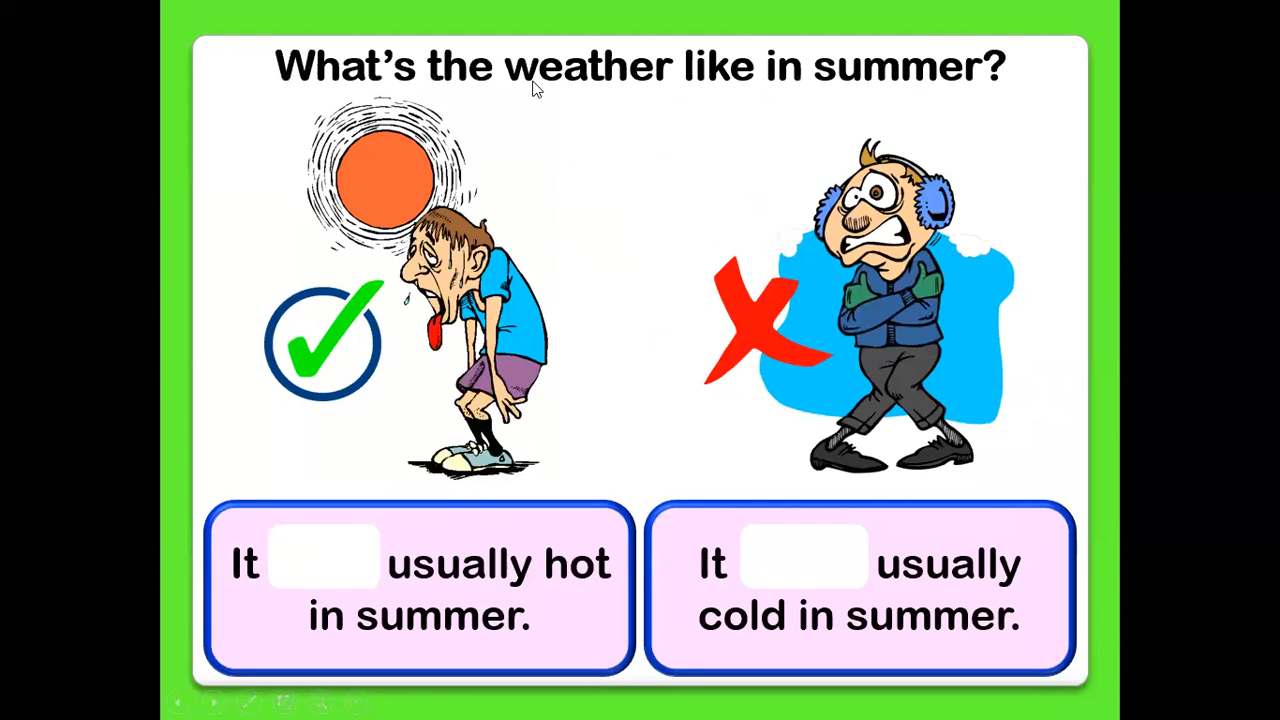 What's the weather like in summer?
It usually hot
in summer.
It usually
cold in summer.